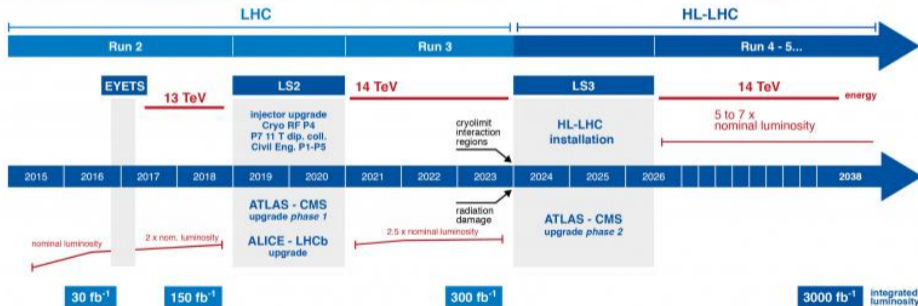 LHC
HL-LHC
Run 2
Run 3
Run 4 - 5...
EYETS
13 TeV
LS2
14 TeV
LS3
14 TeV
energy
injector upgrade
Cryo RF P4
P7 11 T dip. coll.
Civil Eng. P1-P5
cryolimit
interaction
regions
HL-LHC
installation
5 to 7 x
nominal luminosity
2015
2016
2017
2018
2019
2020
2021
2022
2023
2024
2025
2026
2038
radiation
damage
ATLAS - CMS
upgrade phase 1
ALICE - LHCb
upgrade
ATLAS - CMS
upgrade phase 2
nominal luminosity
2 x nom. luminosity
2.5 x nominal luminosity
30 fb⁻¹
150 fb⁻¹
300 fb⁻¹
3000 fb⁻¹
integrated
luminosity